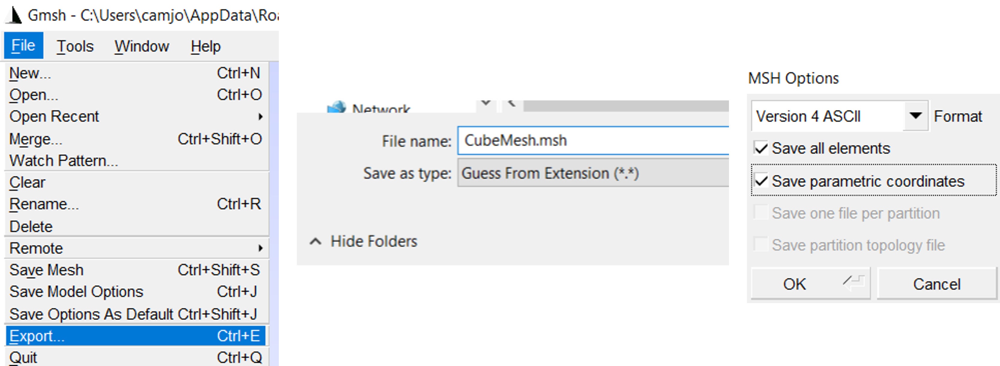 Gmsh - C:\Users\camjo\AppData\Roa
File Tools Window Help
New... Ctrl+N
Open... Ctrl+O
Open Recent
Merge... Ctrl+Shift+O
Watch Pattern...
Clear
Rename... Ctrl+R
Delete
Remote
Save Mesh Ctrl+Shift+S
Save Model Options Ctrl+J
Save Options As Default Ctrl+Shift+J
Export... Ctrl+E
Quit Ctrl+Q
Network
File name: CubeMesh.msh
Save as type: Guess From Extension (*.*)
Hide Folders
MSH Options
Version 4 ASCII Format
Save all elements
Save parametric coordinates
Save one file per partition
Save partition topology file
OK Cancel